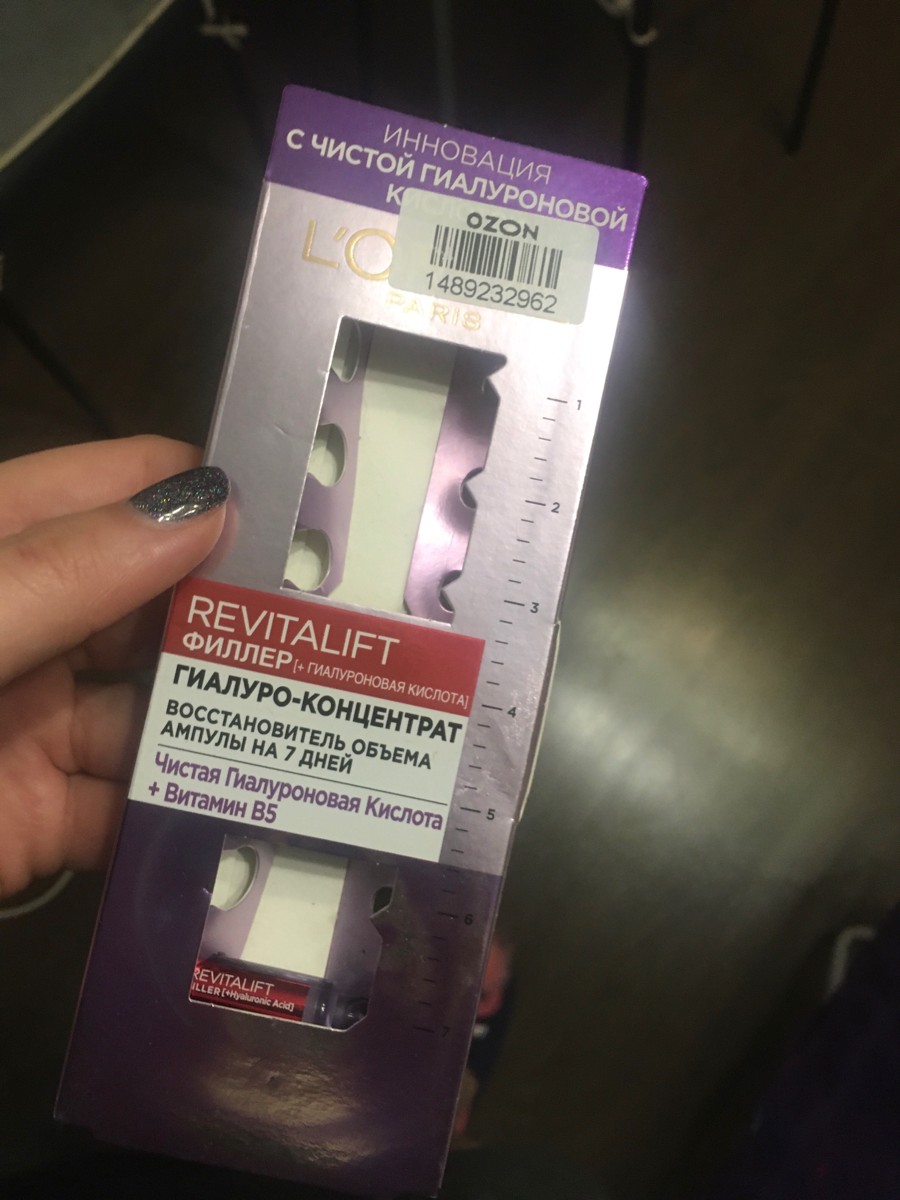 ИННОВАЦИЯ
С ЧИСТОЙ ГИАЛУРОНОВОЙ
OZON
1489232962
L'O
PARIS
1
2
3
REVITALIFT
ФИЛЛЕР [+ ГИАЛУРОНОВАЯ КИСЛОТА]
ГИАЛУРО-КОНЦЕНТРАТ
ВОССТАНОВИТЕЛЬ ОБЪЕМА
АМПУЛЫ НА 7 ДНЕЙ
Чистая Гиалуроновая Кислота
+ Витамин B5
4
5
6
REVITALIFT
ILLER [+Hyaluronic Acid]
7